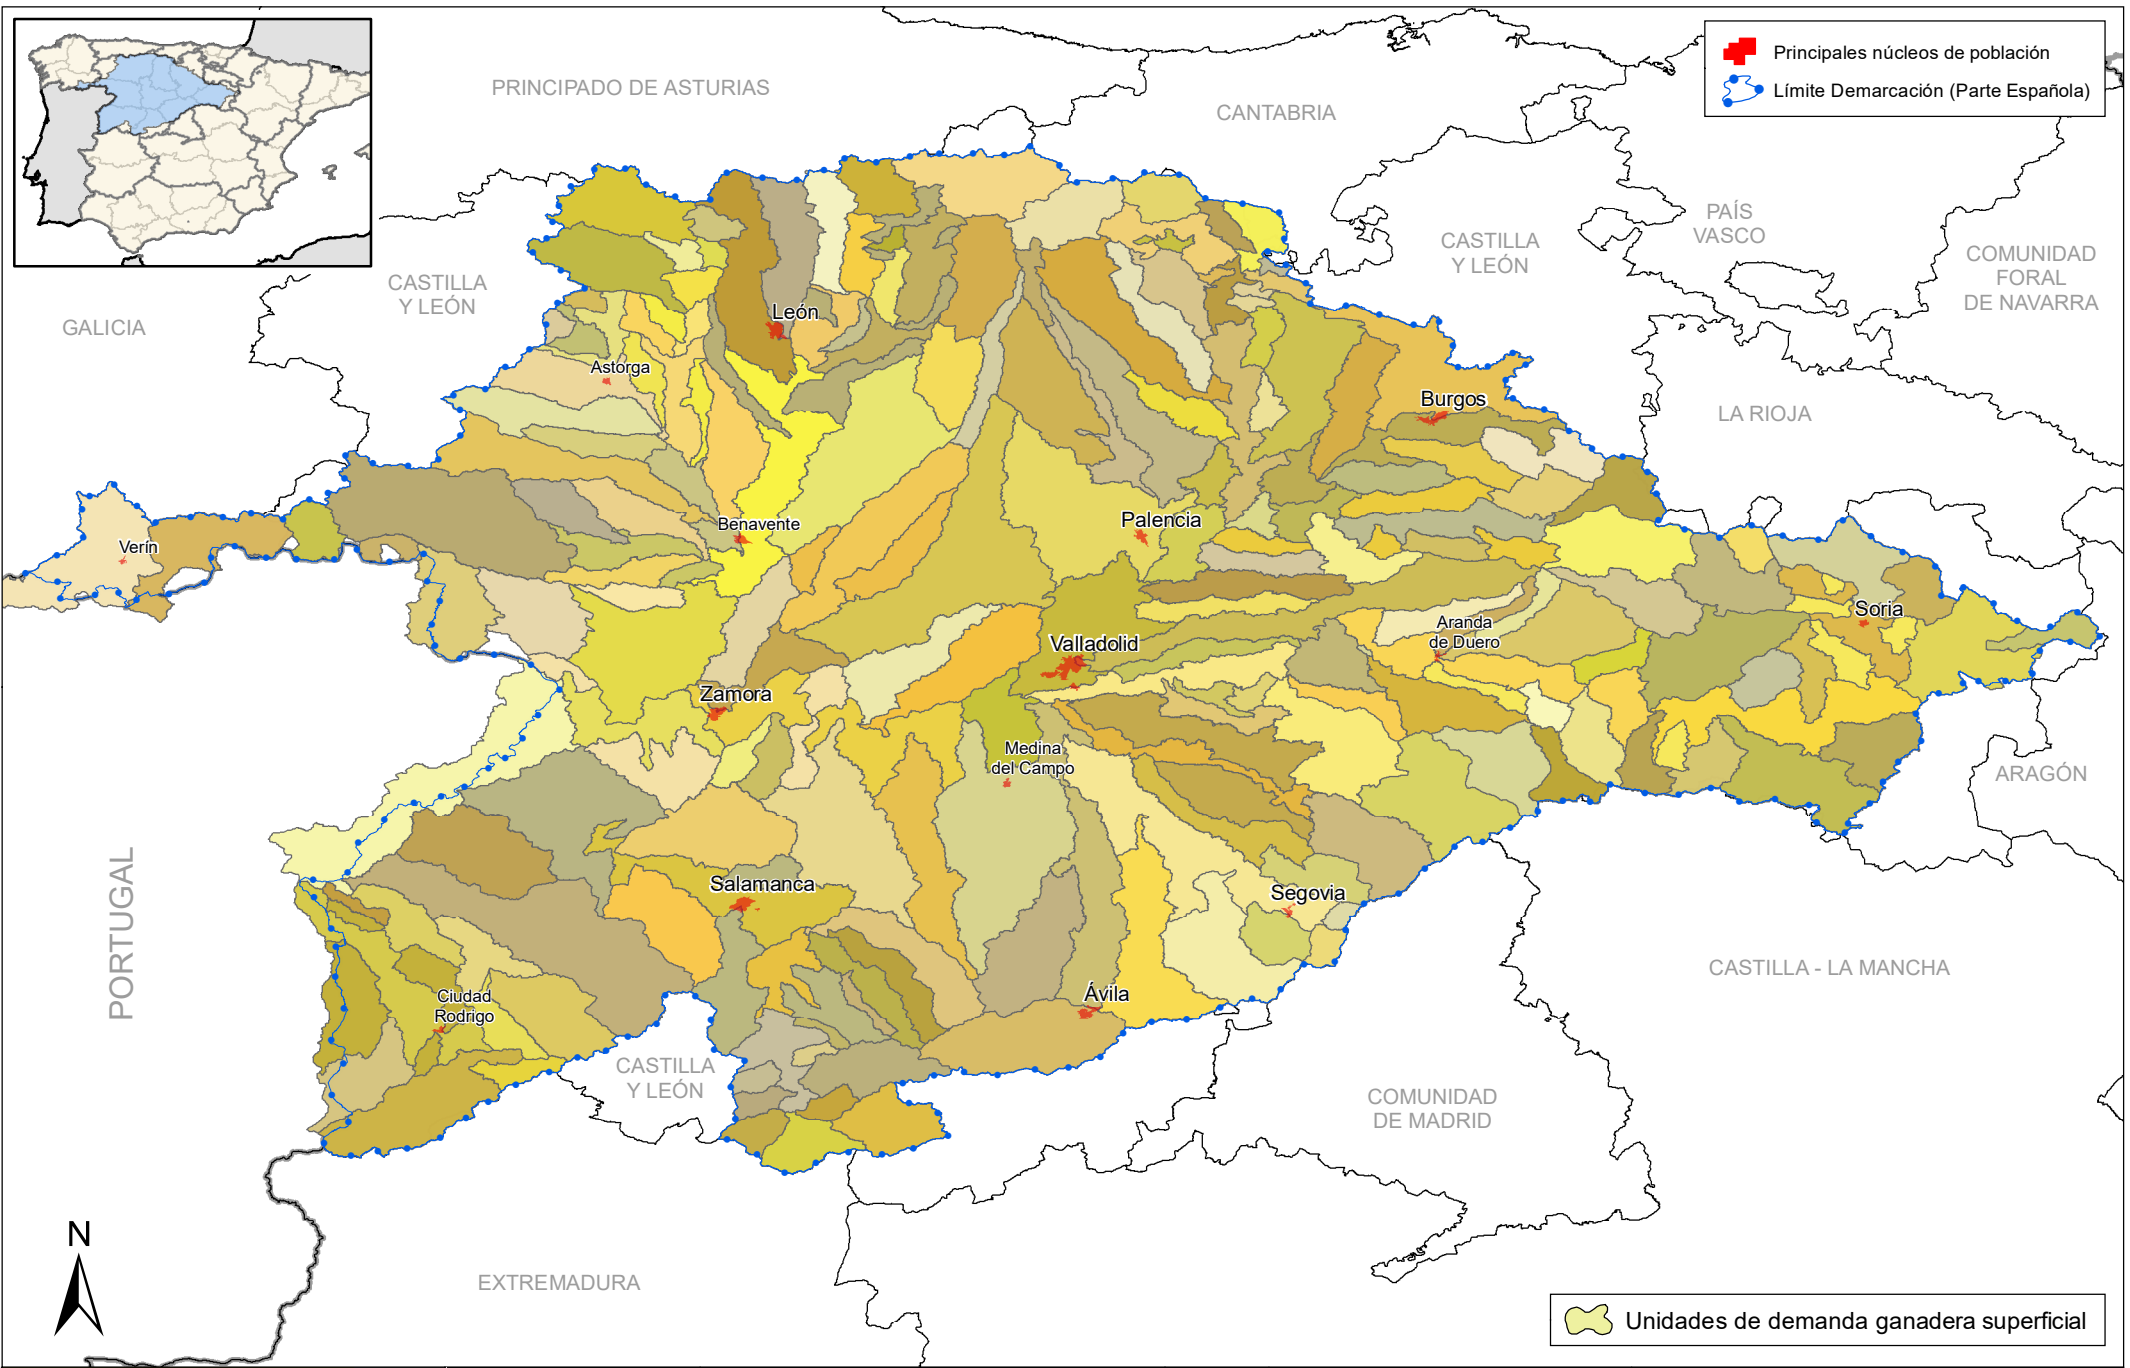 Principales núcleos de población
Límite Demarcación (Parte Española)
PRINCIPADO DE ASTURIAS
CANTABRIA
PAÍS
VASCO
CASTILLA
Y LEÓN
COMUNIDAD
FORAL
DE NAVARRA
CASTILLA
Y LEÓN
GALICIA
León
Astorga
Burgos
LA RIOJA
Benavente
Palencia
Verín
Soria
Aranda
de Duero
Valladolid
Zamora
Medina
del Campo
ARAGÓN
PORTUGAL
Salamanca
Segovia
CASTILLA - LA MANCHA
Ciudad
Rodrigo
Ávila
CASTILLA
Y LEÓN
COMUNIDAD
DE MADRID
N
EXTREMADURA
Unidades de demanda ganadera superficial